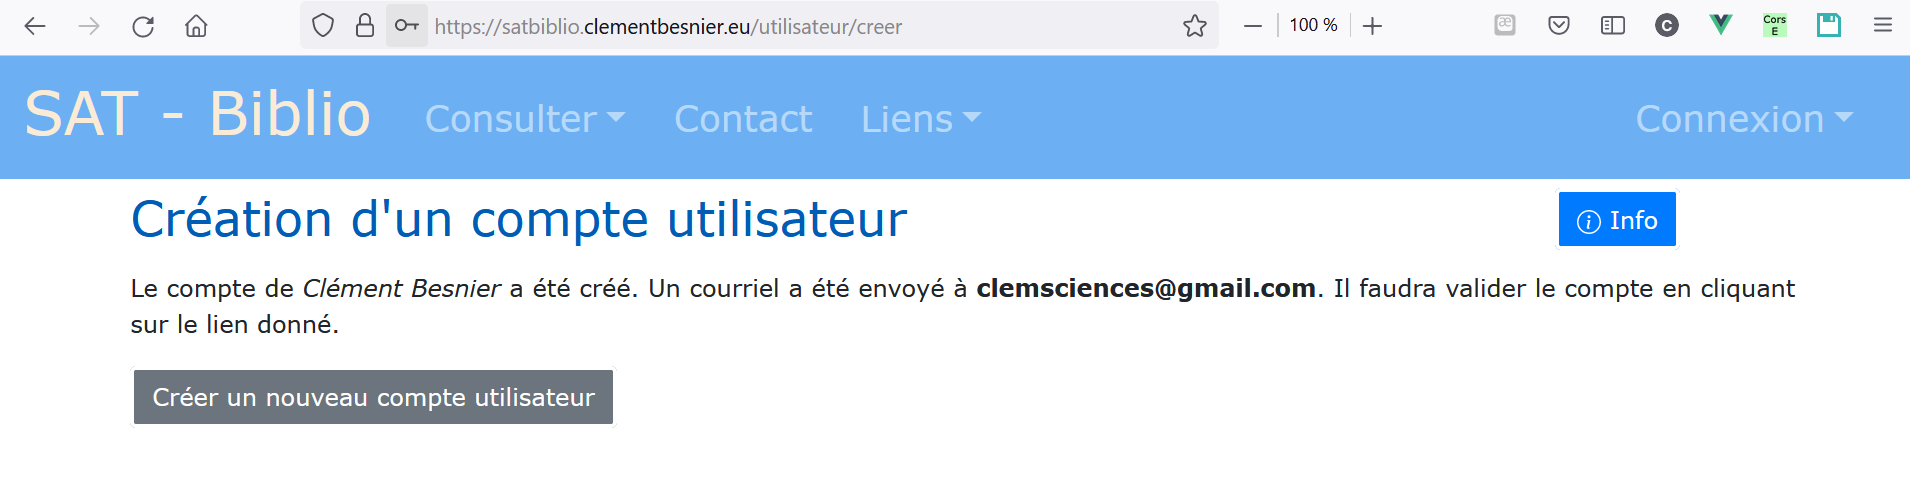 https://satbiblio.clementbesnier.eu/utilisateur/creer
100 %
æ
C
Cors
E
SAT - Biblio
Consulter
Contact
Liens
Connexion
Création d'un compte utilisateur
Info
Le compte de Clément Besnier a été créé. Un courriel a été envoyé à clemsciences@gmail.com. Il faudra valider le compte en cliquant
sur le lien donné.
Créer un nouveau compte utilisateur